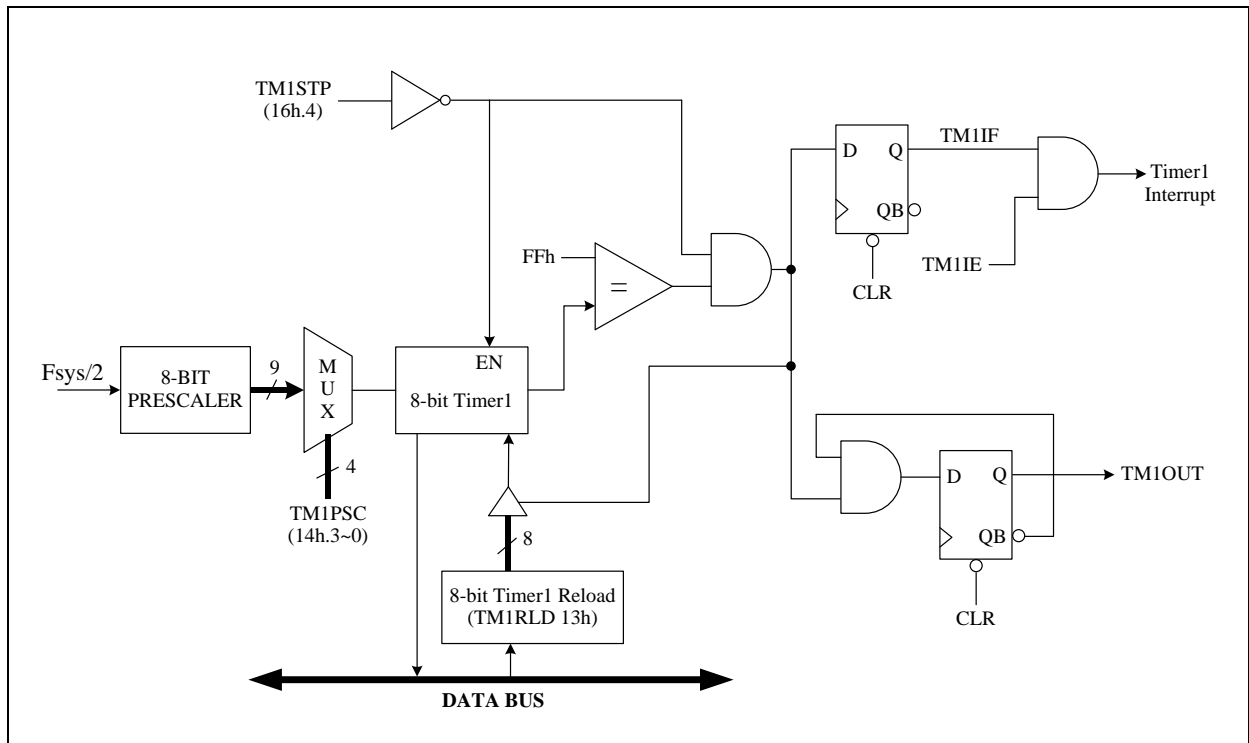 TM1STP
(16h.4)
D
Q
QB
CLR
TM1IF
TM1IE
Timer1
Interrupt
FFh
=
Fsys/2
8-BIT
PRESCALER
9
M
U
X
4
TM1PSC
(14h.3~0)
EN
8-bit Timer1
8
8-bit Timer1 Reload
(TM1RLD 13h)
DATA BUS
D
Q
QB
CLR
TM1OUT